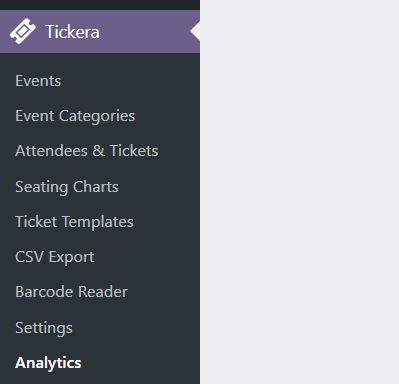 Tickera
Events
Event Categories
Attendees & Tickets
Seating Charts
Ticket Templates
CSV Export
Barcode Reader
Settings
Analytics